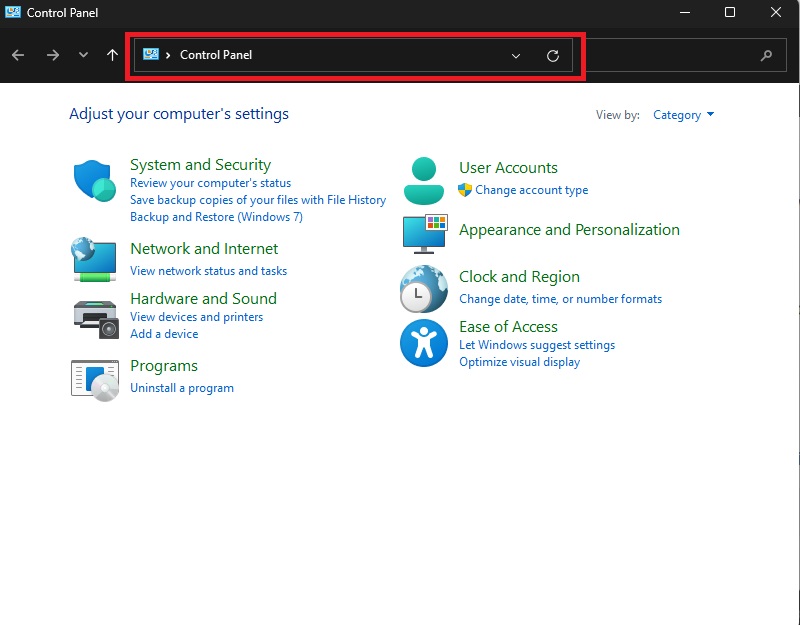 Control Panel
Control Panel
Adjust your computer's settings
View by: Category
System and Security
Review your computer's status
Save backup copies of your files with File History
Backup and Restore (Windows 7)
Network and Internet
View network status and tasks
Hardware and Sound
View devices and printers
Add a device
Programs
Uninstall a program
User Accounts
Change account type
Appearance and Personalization
Clock and Region
Change date, time, or number formats
Ease of Access
Let Windows suggest settings
Optimize visual display